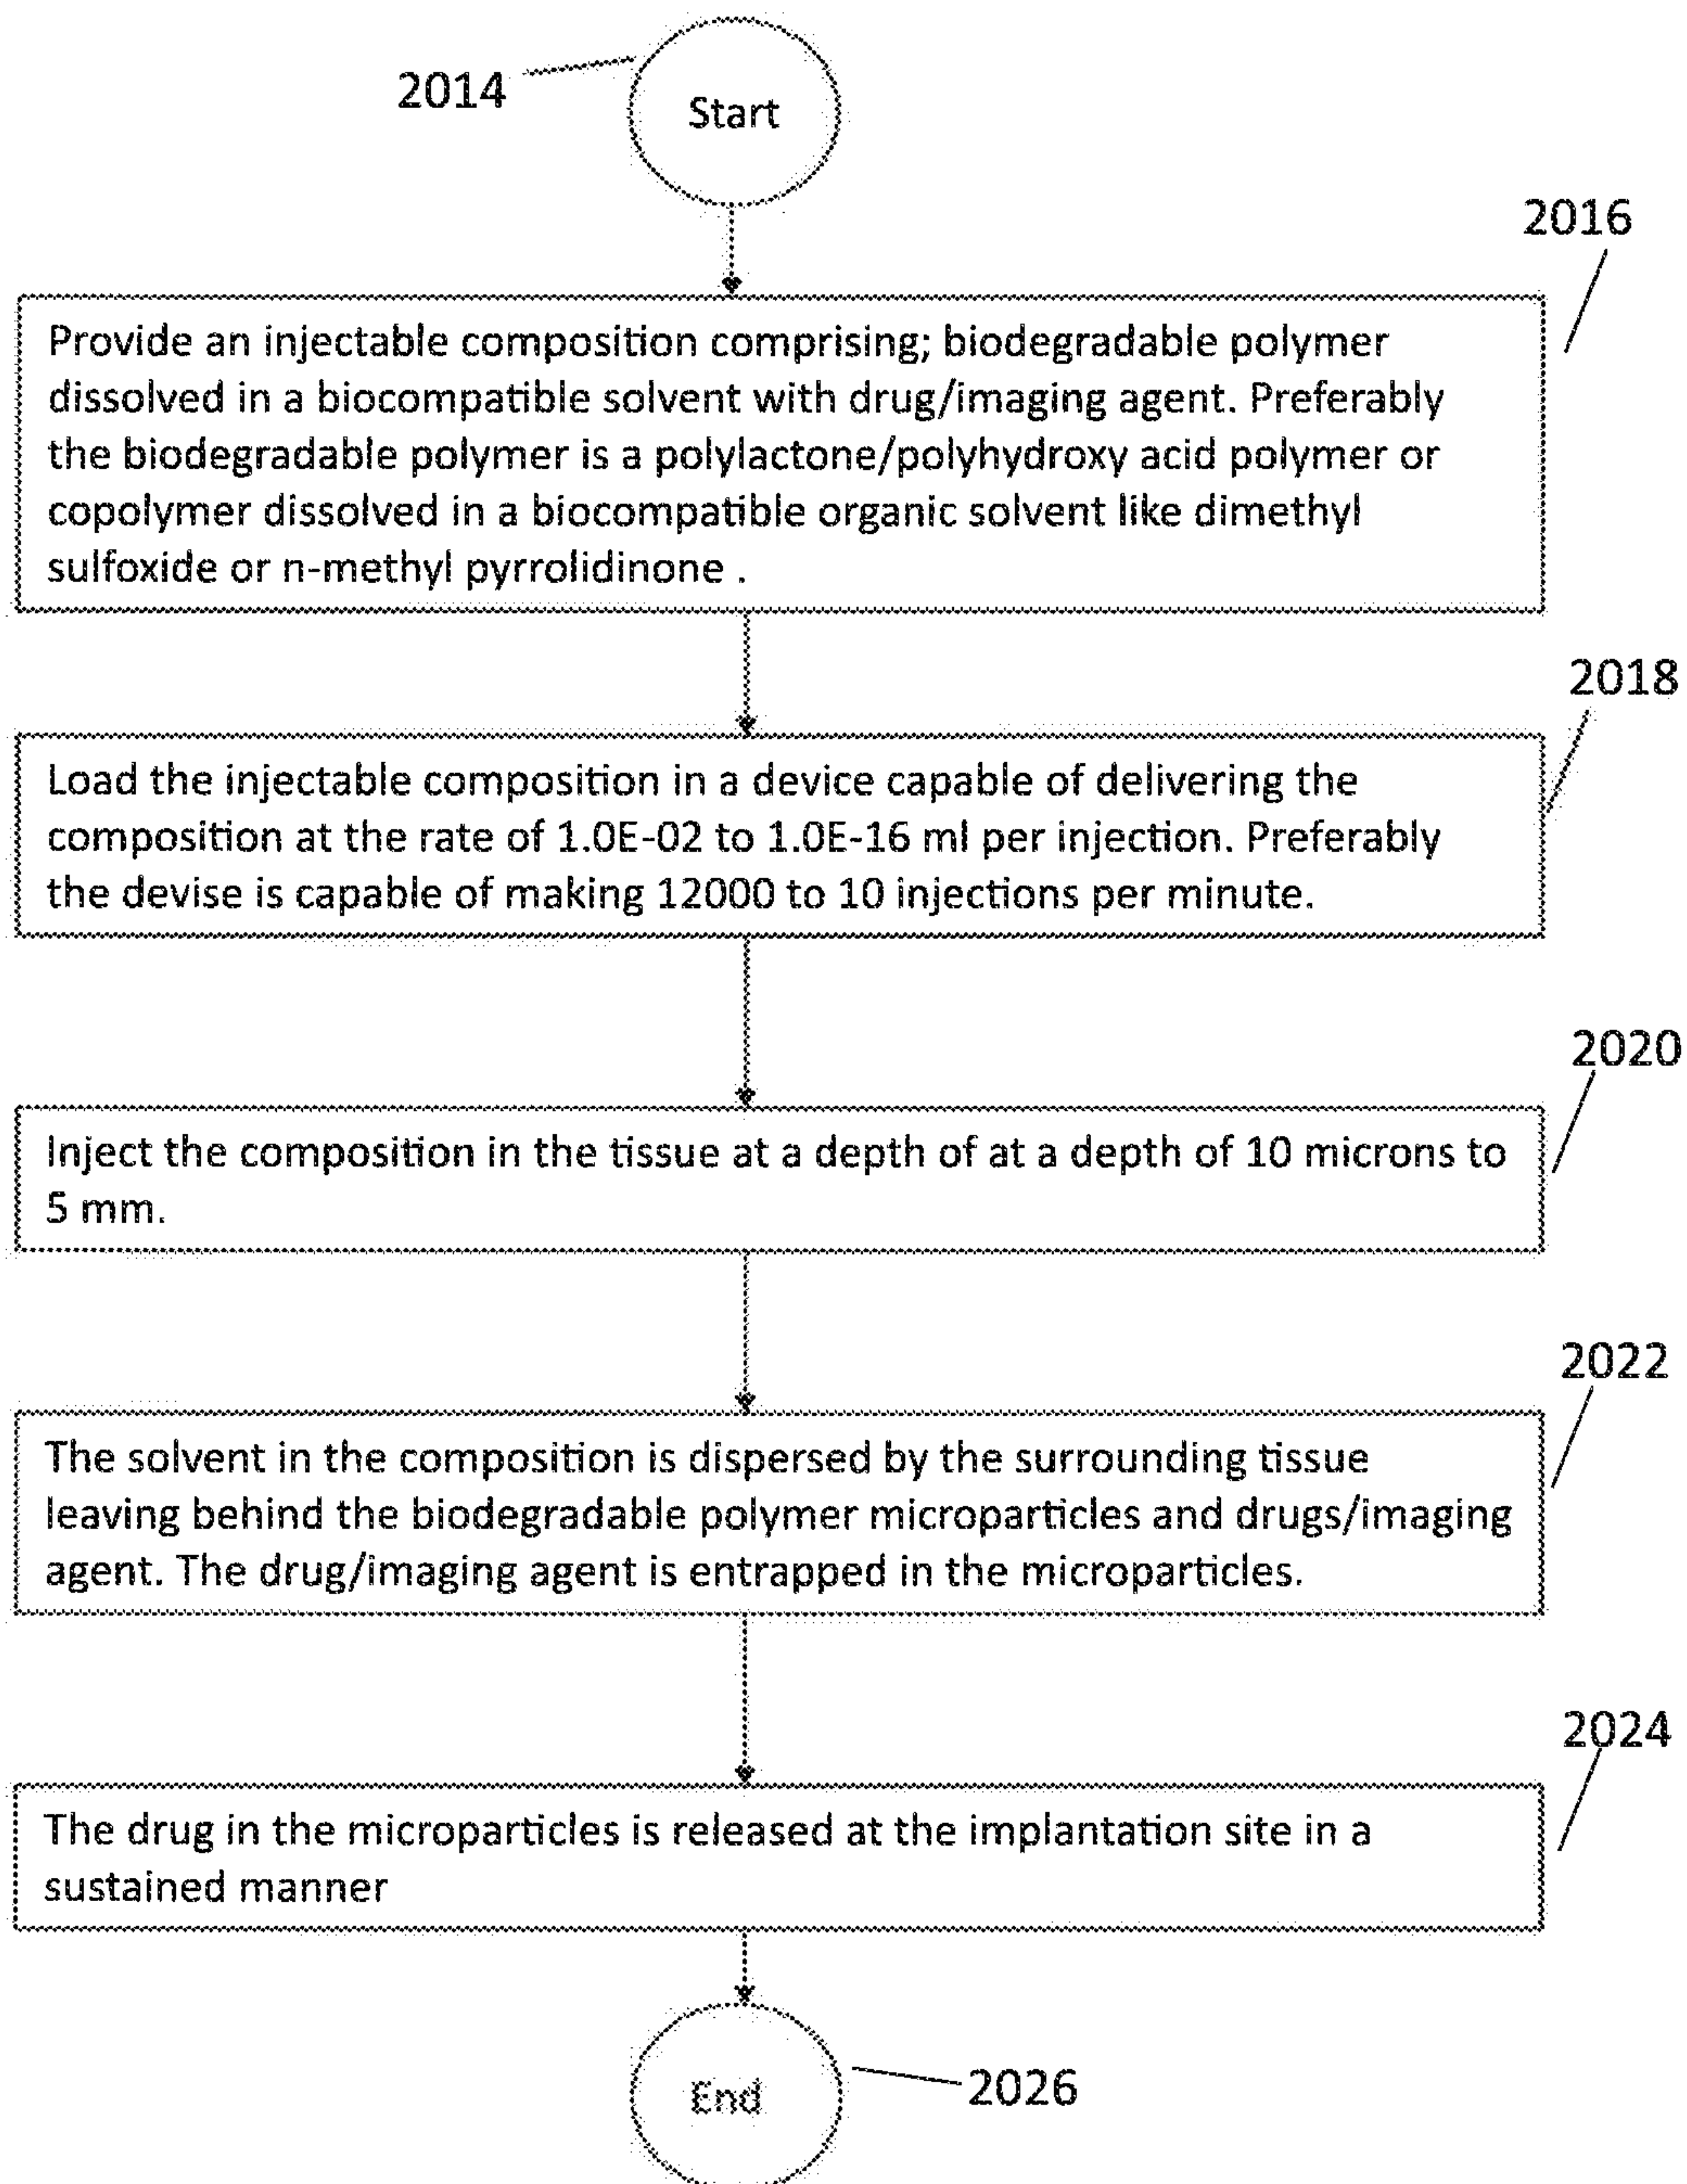 2014
Start
2016
Provide an injectable composition comprising; biodegradable polymer
dissolved in a biocompatible solvent with drug/imaging agent. Preferably
the biodegradable polymer is a polylactone/polyhydroxy acid polymer or
copolymer dissolved in a biocompatible organic solvent like dimethyl
sulfoxide or n-methyl pyrrolidinone .
2018
Load the injectable composition in a device capable of delivering the
composition at the rate of 1.0E-02 to 1.0E-16 ml per injection. Preferably
the devise is capable of making 12000 to 10 injections per minute.
2020
Inject the composition in the tissue at a depth of at a depth of 10 microns to
5 mm.
2022
The solvent in the composition is dispersed by the surrounding tissue
leaving behind the biodegradable polymer microparticles and drugs/imaging
agent. The drug/imaging agent is entrapped in the microparticles.
2024
The drug in the microparticles is released at the implantation site in a
sustained manner
End
2026